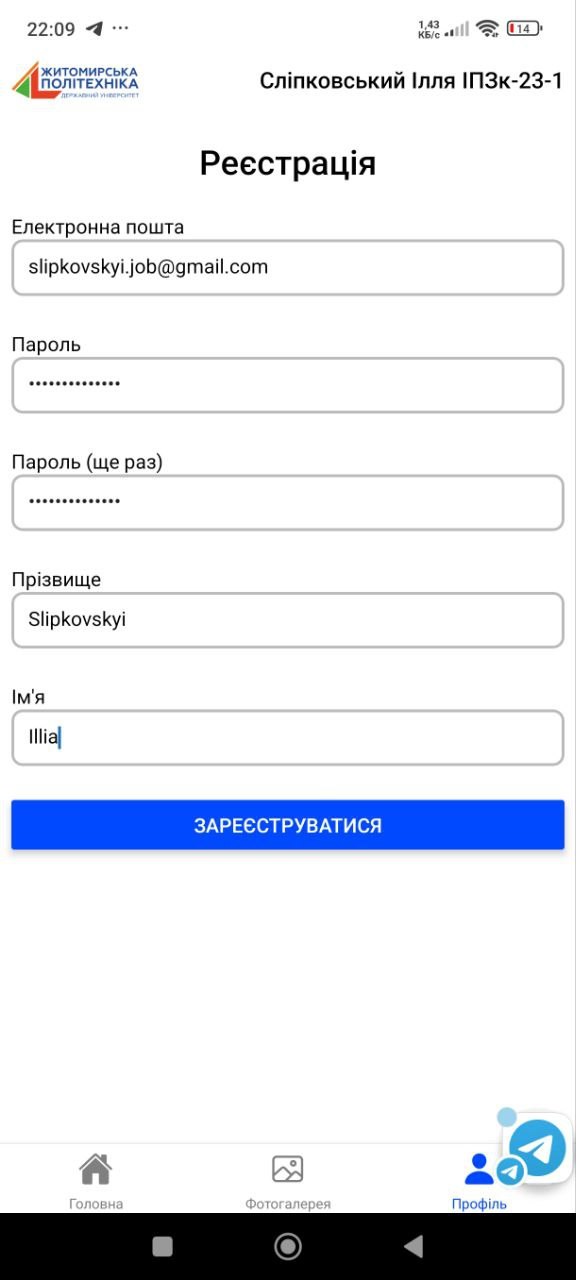 22:09
1,43
КБ/с
14
ЖИТОМИРСЬКА
ПОЛІТЕХНІКА
ДЕРЖАВНИЙ УНІВЕРСИТЕТ
Сліпковський Ілля ІПЗк-23-1
Реєстрація
Електронна пошта
slipkovskyi.job@gmail.com
Пароль
••••••••••••••
Пароль (ще раз)
••••••••••••••
Прізвище
Slipkovskyi
Ім'я
Illia
ЗАРЕЄСТРУВАТИСЯ
Головна
Фотогалерея
Профіль